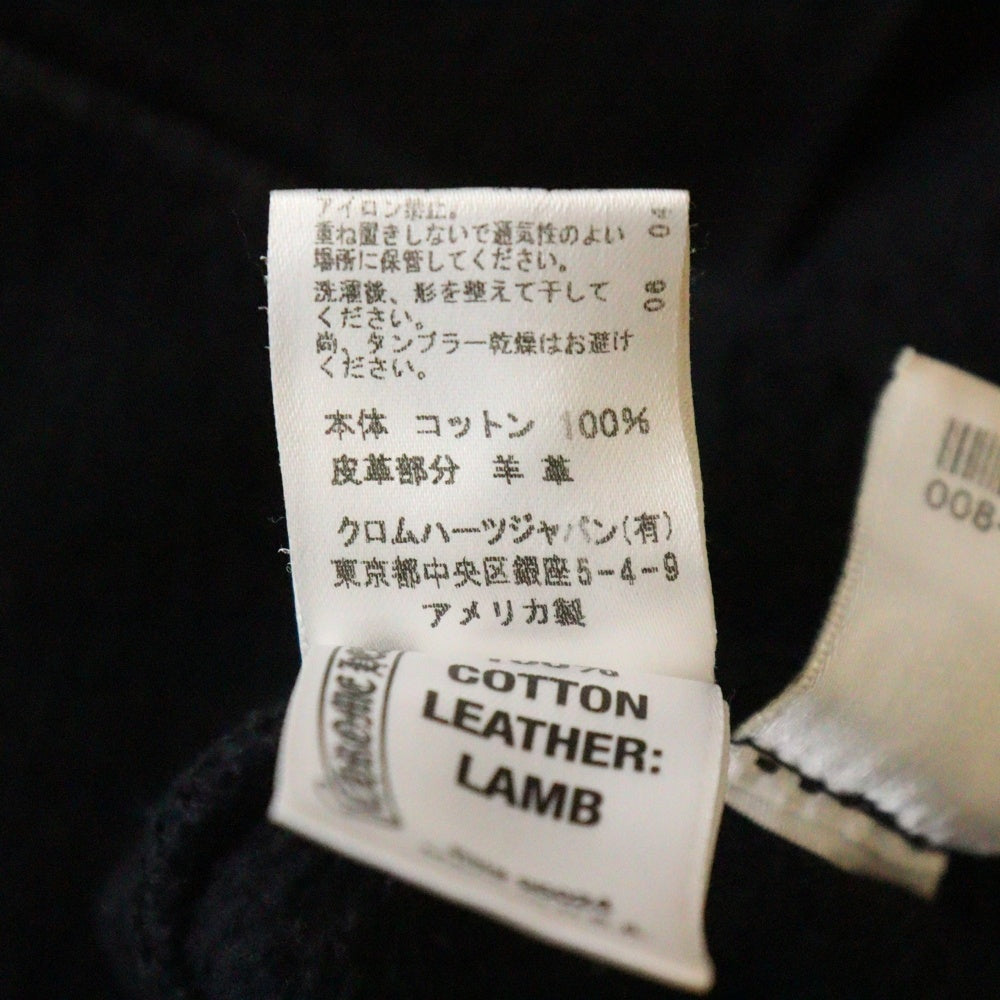 アイロン禁止。
重ね置きしないで通気性のよい
場所に保管してください。
洗濯後、形を整えて干して
ください。
尚、タンブラー乾燥はお避け
ください。
04
06
本体 コットン 100%
皮革部分 羊革
クロムハーツジャパン(有)
東京都中央区銀座5-4-9
アメリカ製
100%
COTTON
LEATHER:
LAMB
CHROME
008